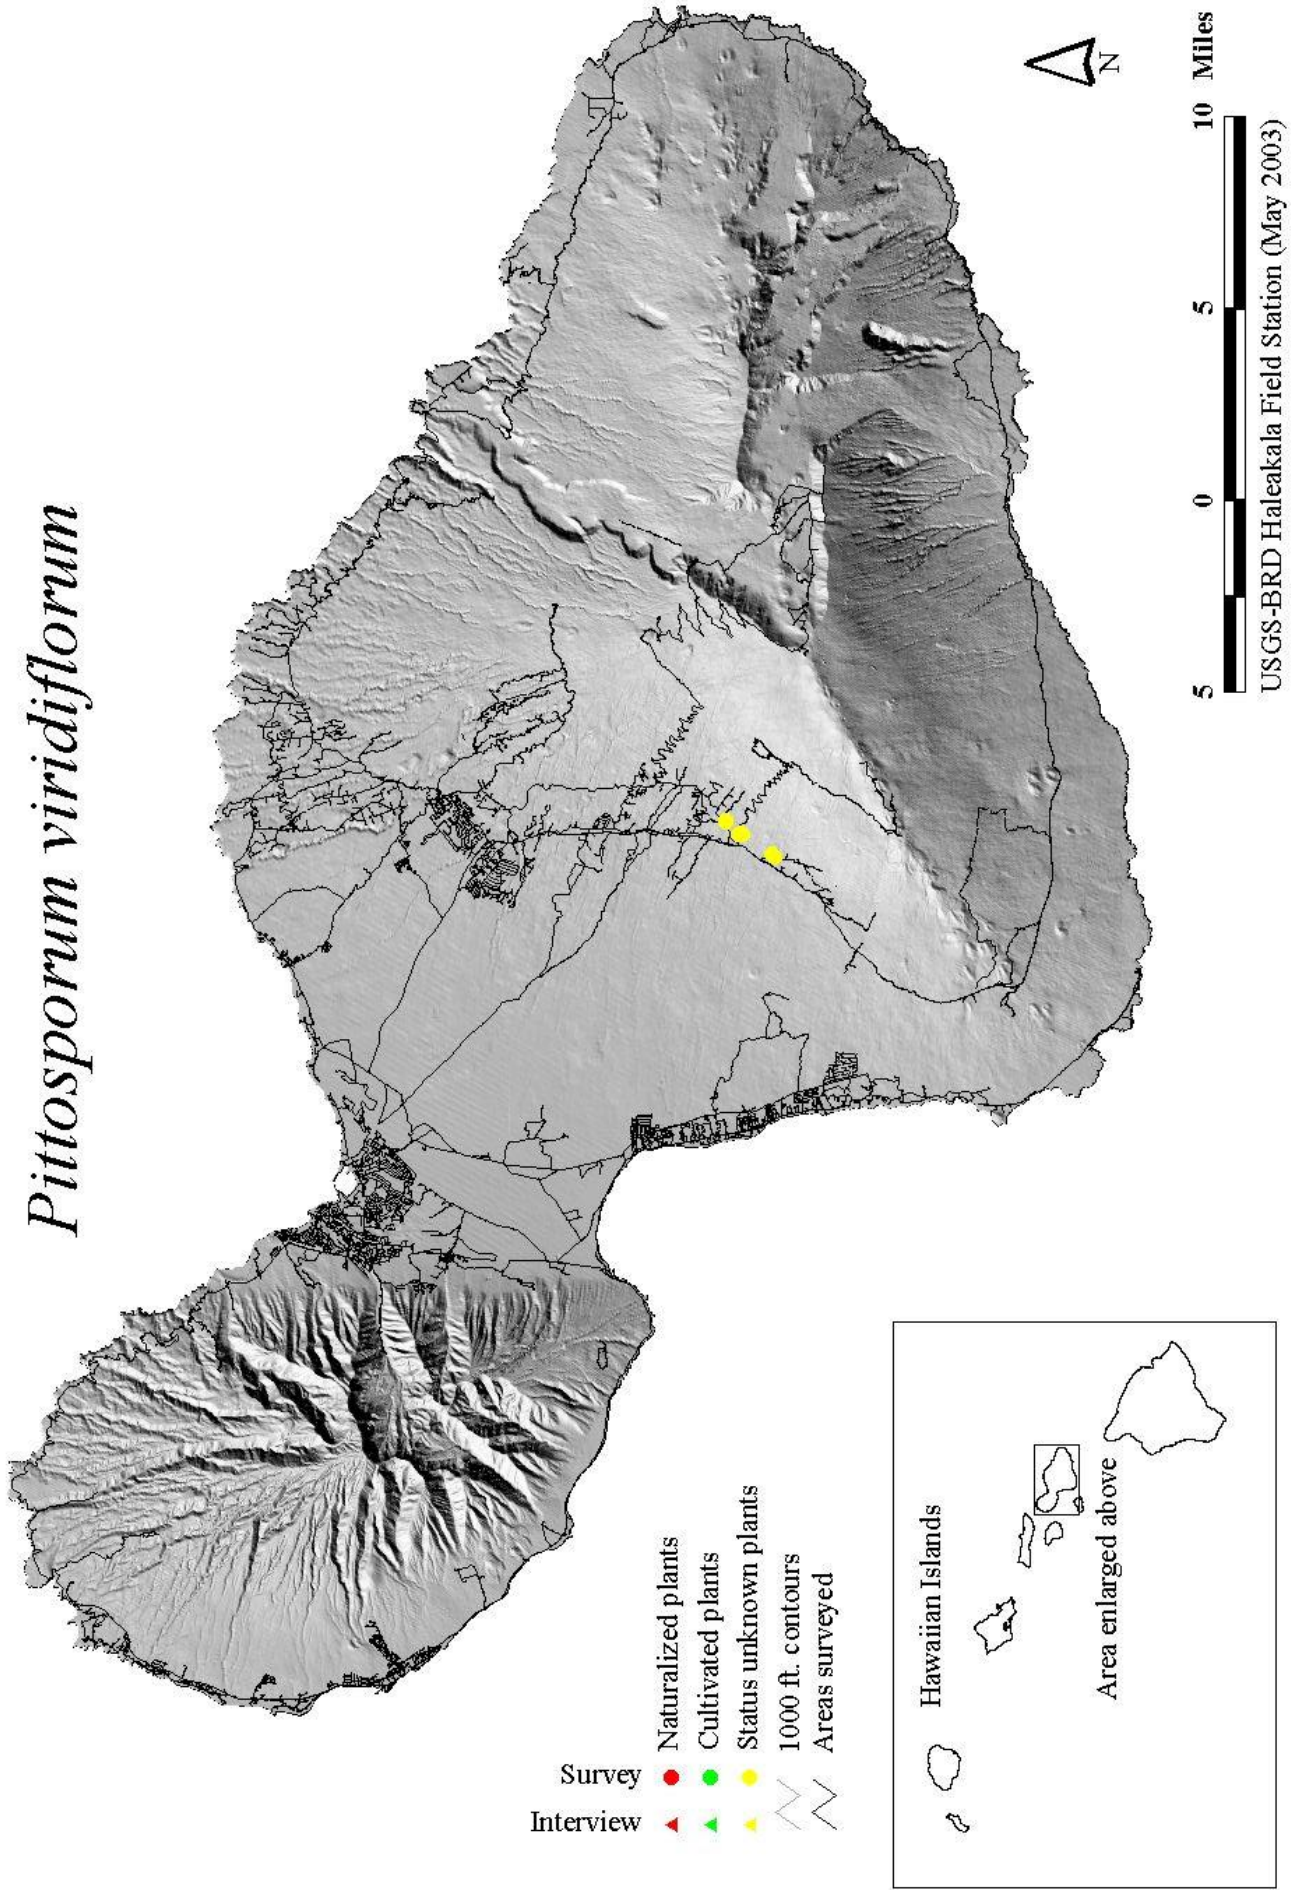 Pittosporum viridiflorum
Interview Survey
Naturalized plants
Cultivated plants
Status unknown plants
1000 ft. contours
Areas surveyed
Hawaiian Islands
Area enlarged above
N
5 0 5 10 Miles
USGS-BRD Haleakala Field Station (May 2003)